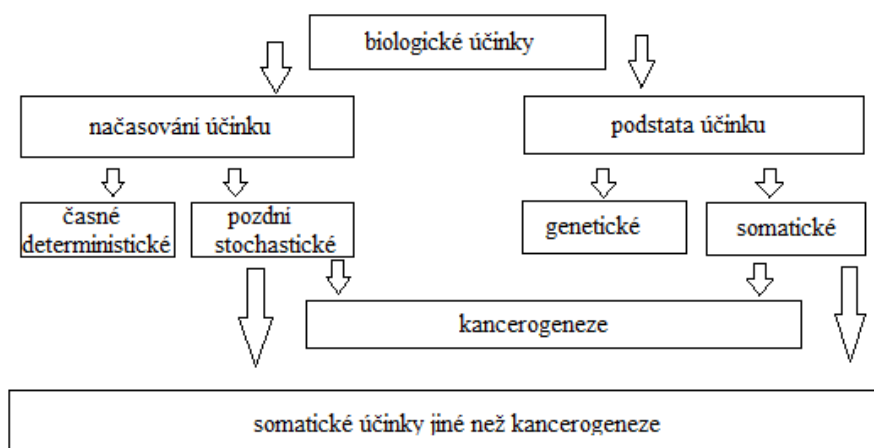 biologické účinky
načasování účinku
podstata účinku
časné
deterministické
pozdní
stochastické
genetické
somatické
kancerogeneze
somatické účinky jiné než kancerogeneze